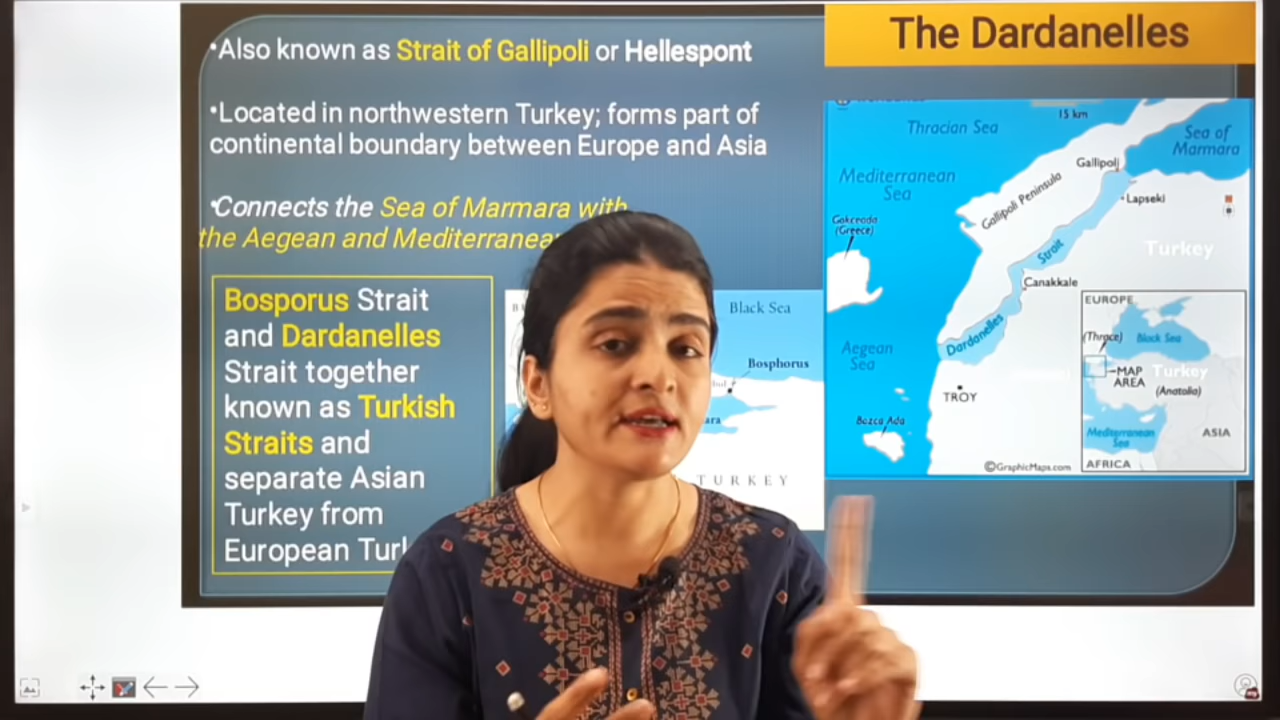 The Dardanelles
•Also known as Strait of Gallipoli or Hellespont
•Located in northwestern Turkey; forms part of
continental boundary between Europe and Asia
•Connects the Sea of Marmara with
the Aegean and Mediterranea
Bosporus Strait
and Dardanelles
Strait together
known as Turkish
Straits and
separate Asian
Turkey from
European Turk
Black Sea
Bosphorus
TURKEY
15 km
Thracian Sea
Sea of
Marmara
Mediterranean
Sea
Gallipoli
Gallipoli Peninsula
Lapseki
Gokceada
(Greece)
Strait
Turkey
Canakkale
Dardanelles
Aegean
Sea
TROY
Bozca Ada
©GraphicMaps.com
EUROPE
(Thrace)
Black Sea
MAP
AREA
Turkey
(Anatolia)
Mediterranean
Sea
ASIA
AFRICA